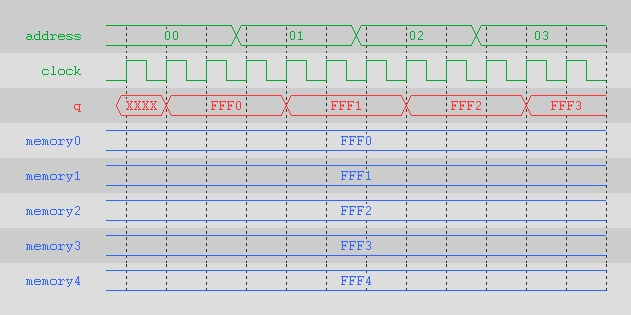 address 00 01 02 03
clock
q XXXX FFF0 FFF1 FFF2 FFF3
memory0 FFF0
memory1 FFF1
memory2 FFF2
memory3 FFF3
memory4 FFF4